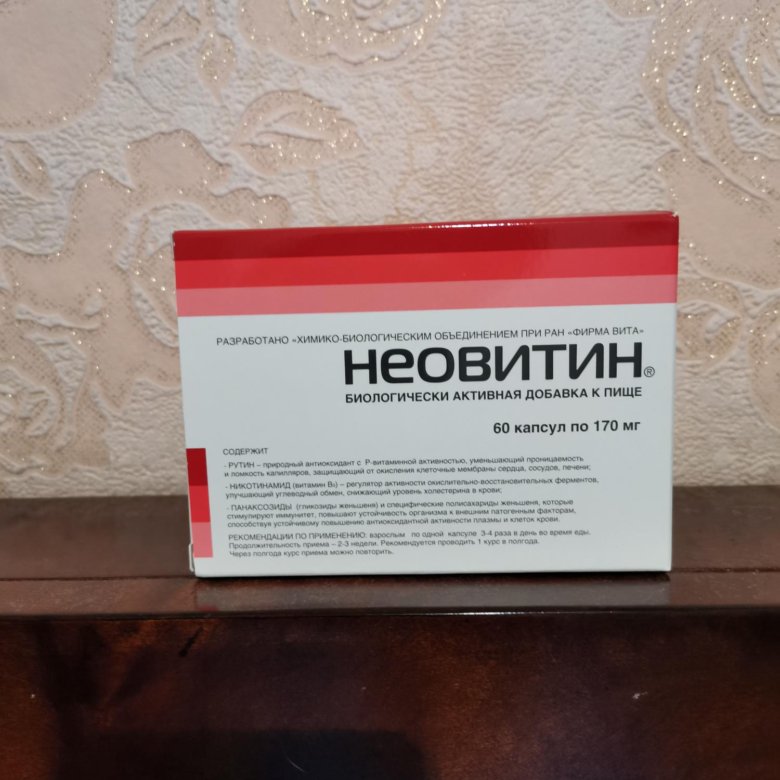 РАЗРАБОТАНО «ХИМИКО-БИОЛОГИЧЕСКИМ ОБЪЕДИНЕНИЕМ ПРИ РАН «ФИРМА ВИТА»
НЕОВИТИН®
БИОЛОГИЧЕСКИ АКТИВНАЯ ДОБАВКА К ПИЩЕ
60 капсул по 170 мг
СОДЕРЖИТ
- РУТИН – природный антиоксидант с Р-витаминной активностью, уменьшающий проницаемость
и ломкость капилляров, защищающий от окисления клеточные мембраны сердца, сосудов, печени;
- НИКОТИНАМИД (витамин В₃) – регулятор активности окислительно-восстановительных ферментов,
улучшающий углеводный обмен, снижающий уровень холестерина в крови;
- ПАНАКСОЗИДЫ (гликозиды женьшеня) и специфические полисахариды женьшеня, которые
стимулируют иммунитет, повышают устойчивость организма к внешним патогенным факторам,
способствуя устойчивому повышению антиоксидантной активности плазмы и клеток крови.
РЕКОМЕНДАЦИИ ПО ПРИМЕНЕНИЮ: взрослым по одной капсуле 3-4 раза в день во время еды.
Продолжительность приема – 2-3 недели. Рекомендуется проводить 1 курс в полгода.
Через полгода курс приема можно повторить.